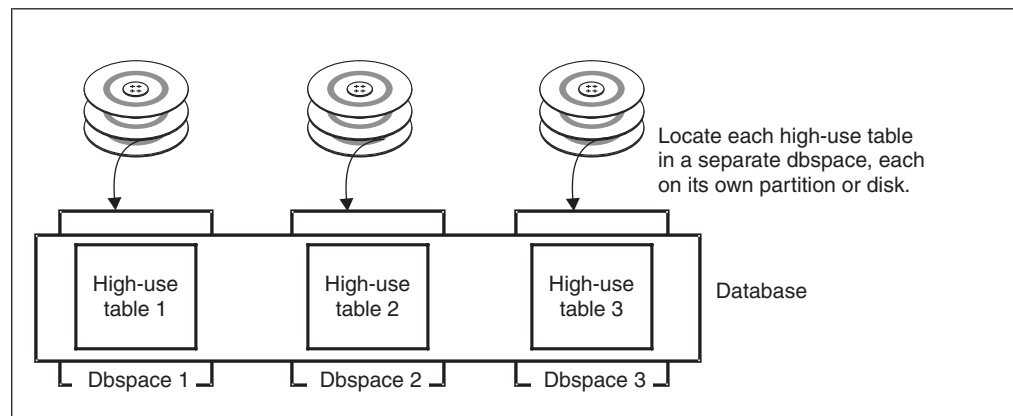 Locate each high-use table
in a separate dbspace, each
on its own partition or disk.
High-use
table 1
High-use
table 2
High-use
table 3
Database
Dbspace 1
Dbspace 2
Dbspace 3